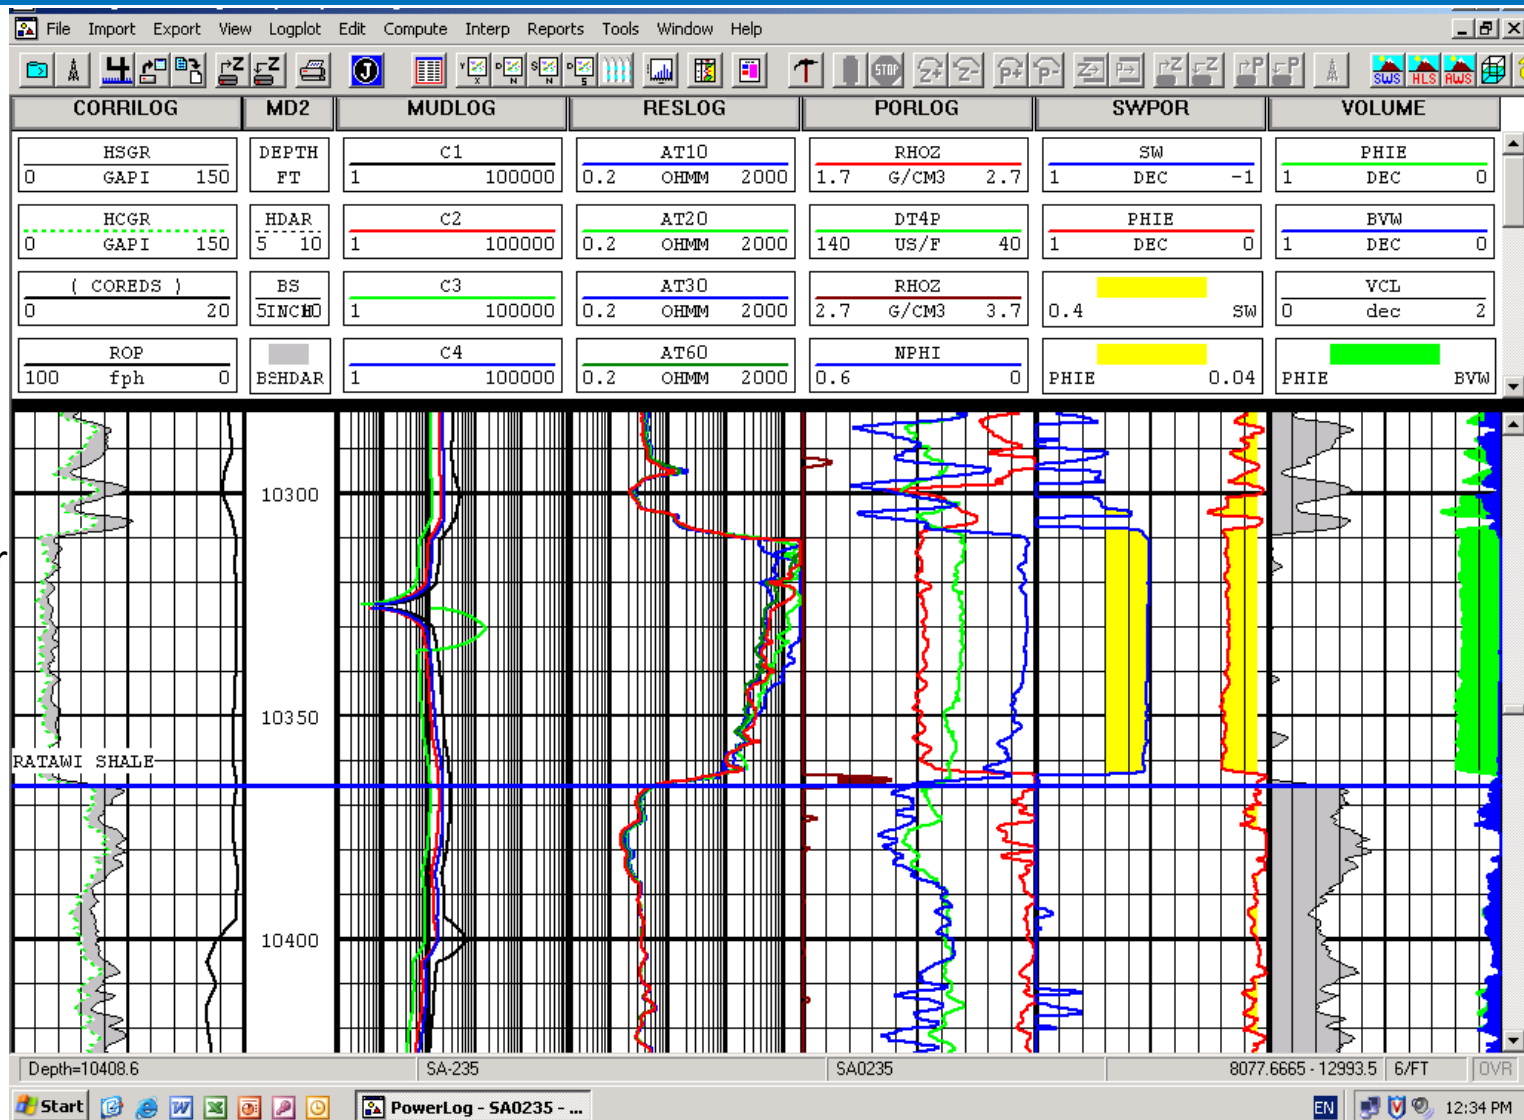 File Import Export View Logplot Edit Compute Interp Reports Tools Window Help
CORRILOG MD2 MUDLOG RESLOG PORLOG SWPOR VOLUME
HSGR DEPTH C1 AT10 RHOZ SW PHIE
0 GAPI 150 FT 1 100000 0.2 OHMM 2000 1.7 G/CM3 2.7 1 DEC -1 1 DEC 0
HCGR HDAR C2 AT20 DT4P PHIE BVW
0 GAPI 150 5 10 1 100000 0.2 OHMM 2000 140 US/F 40 1 DEC 0 1 DEC 0
( COREDS ) BS C3 AT30 RHOZ VCL
0 20 1 100000 0.2 OHMM 2000 2.7 G/CM3 3.7 0.4 SW 0 dec 2
ROP C4 AT60 NPHI
100 fph 0 BSHDAR 1 100000 0.2 OHMM 2000 0.6 0 PHIE 0.04 PHIE BVW
10300
r
10350
RATAWI SHALE
10400
Depth=10408.6 SA-235 SA0235 8077.6665 - 12993.5 6/FT OVR
Start PowerLog - SA0235 - ... EN 12:34 PM